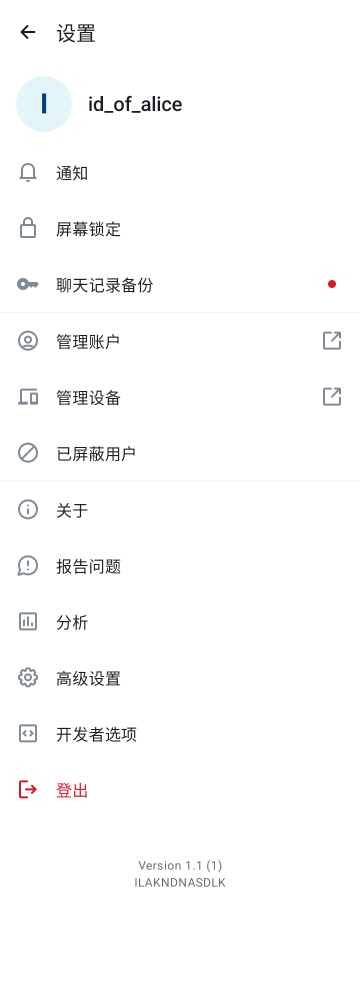 设置
I
id_of_alice
通知
屏幕锁定
聊天记录备份
管理账户
管理设备
已屏蔽用户
关于
报告问题
分析
高级设置
开发者选项
登出
Version 1.1 (1)
ILAKNDNASDLK